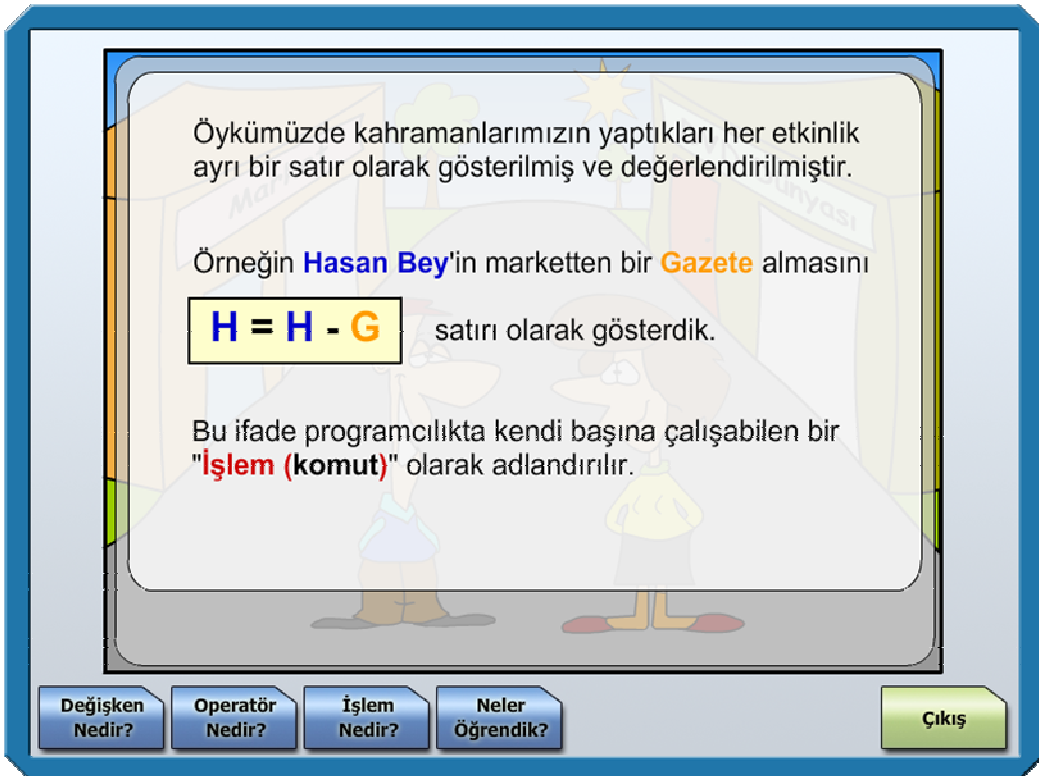 Öykümüzde kahramanlarımızın yaptıkları her etkinlik
ayrı bir satır olarak gösterilmiş ve değerlendirilmiştir.
Örneğin Hasan Bey'in marketten bir Gazete almasını
H = H - G satırı olarak gösterdik.
Bu ifade programcılıkta kendi başına çalışabilen bir
"İşlem (komut)" olarak adlandırılır.
Değişken
Nedir?
Operatör
Nedir?
İşlem
Nedir?
Neler
Öğrendik?
Çıkış